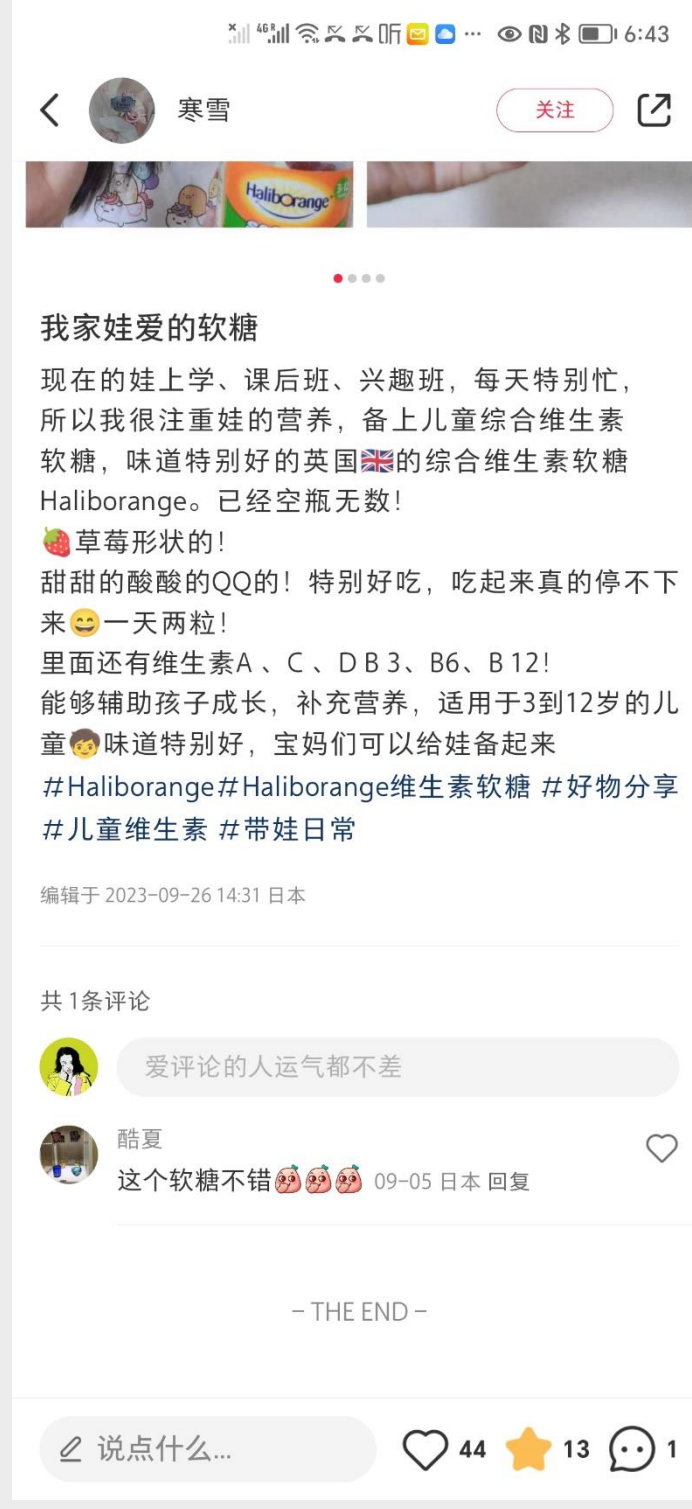 4G R 听 ··· 6:43
寒雪 关注
HalibOrange 3-12
我家娃爱的软糖
现在的娃上学、课后班、兴趣班，每天特别忙，
所以我很注重娃的营养，备上儿童综合维生素
软糖，味道特别好的英国🇬🇧的综合维生素软糖
Haliborange。已经空瓶无数！
🍓草莓形状的！
甜甜的酸酸的QQ的！特别好吃，吃起来真的停不下
来😄一天两粒！
里面还有维生素A 、C 、D B 3、B6、B 12！
能够辅助孩子成长，补充营养，适用于3到12岁的儿
童🧒味道特别好，宝妈们可以给娃备起来
#Haliborange#Haliborange维生素软糖 #好物分享
#儿童维生素 #带娃日常
编辑于 2023-09-26 14:31 日本
共 1条评论
爱评论的人运气都不差
酷夏
这个软糖不错 09-05 日本 回复
- THE END -
说点什么... 44 13 1